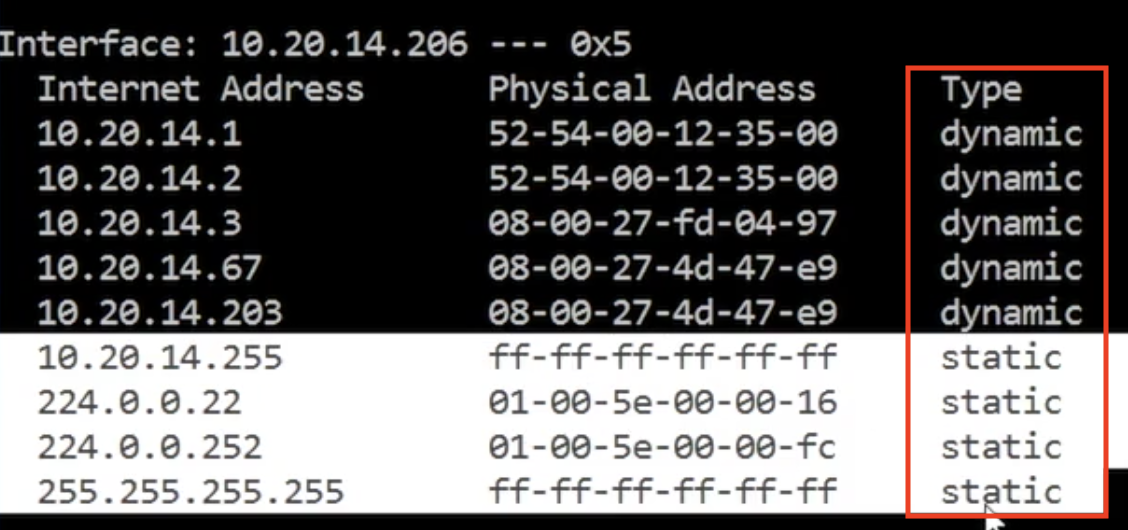 Interface: 10.20.14.206 --- 0x5
Internet Address Physical Address Type
10.20.14.1 52-54-00-12-35-00 dynamic
10.20.14.2 52-54-00-12-35-00 dynamic
10.20.14.3 08-00-27-fd-04-97 dynamic
10.20.14.67 08-00-27-4d-47-e9 dynamic
10.20.14.203 08-00-27-4d-47-e9 dynamic
10.20.14.255 ff-ff-ff-ff-ff-ff static
224.0.0.22 01-00-5e-00-00-16 static
224.0.0.252 01-00-5e-00-00-fc static
255.255.255.255 ff-ff-ff-ff-ff-ff static